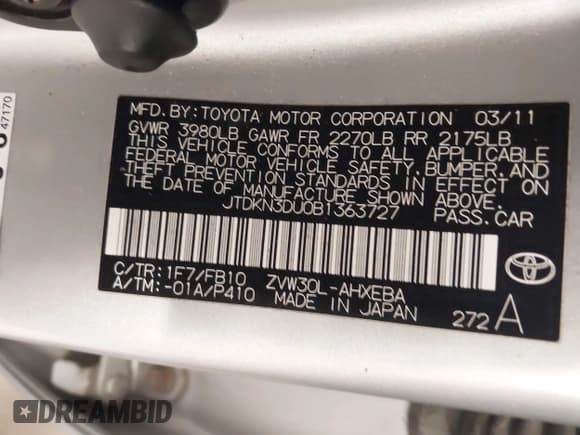 MFD. BY: TOYOTA MOTOR CORPORATION 03/11
GVWR 3980LB GAWR FR 2270LB RR 2175LB
THIS VEHICLE CONFORMS TO ALL APPLICABLE
FEDERAL MOTOR VEHICLE SAFETY, BUMPER, AND
THEFT PREVENTION STANDARDS IN EFFECT ON
THE DATE OF MANUFACTURE SHOWN ABOVE.
JTDKN3DU0B1363727 PASS.CAR
C/TR:1F7/FB10 ZVW30L-AHXEBA
A/TM:-01A/P410 MADE IN JAPAN 272 A
47170
DREAMBID